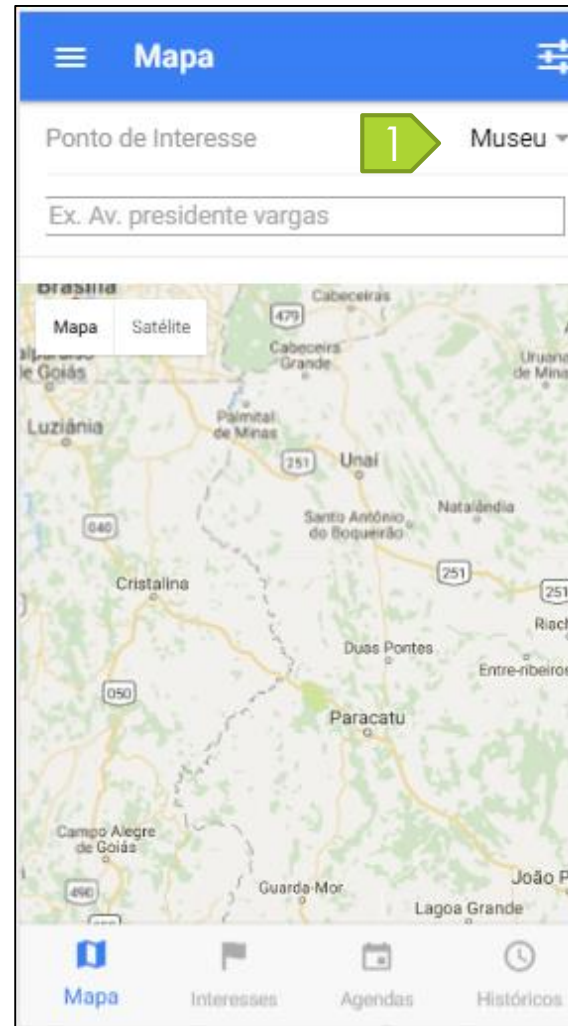 Mapa
Ponto de Interesse
1
Museu
Ex. Av. presidente vargas
Brasília
Mapa
Satélite
479
Cabeceiras
Cabeceira
Grande
Uruana
de Mina
de Goiás
Luziânia
Palmital
de Minas
251
Unaí
040
Santo Antônio
do Boqueirão
Natalândia
251
251
Cristalina
Riach
Duas Pontes
Entre-ribeiros
050
Paracatu
Campo Alegre
de Goiás
490
Guarda-Mor
João P
Lagoa Grande
Mapa
Interesses
Agendas
Históricos